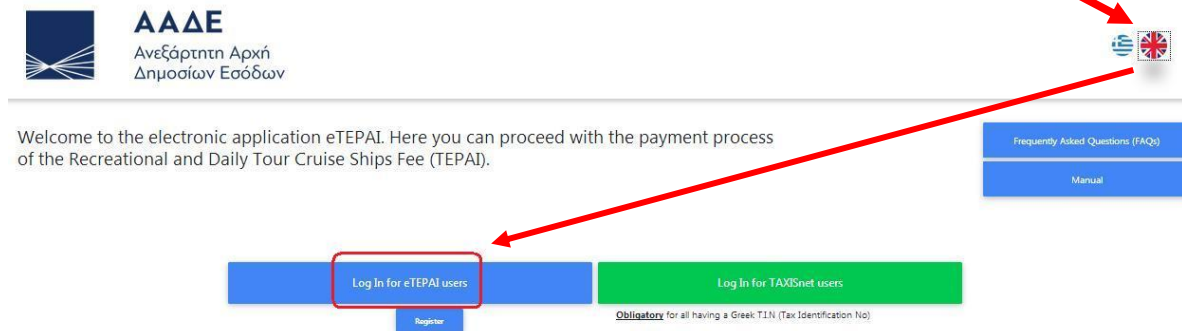 ΑΑΔΕ
Ανεξάρτητη Αρχή
Δημοσίων Εσόδων
Welcome to the electronic application eTEPAI. Here you can proceed with the payment process
of the Recreational and Daily Tour Cruise Ships Fee (TEPAI).
Frequently Asked Questions (FAQs)
Manual
Log In for eTEPAI users
Log In for TAXISnet users
Register
Obligatory for all having a Greek T.I.N (Tax Identification No)